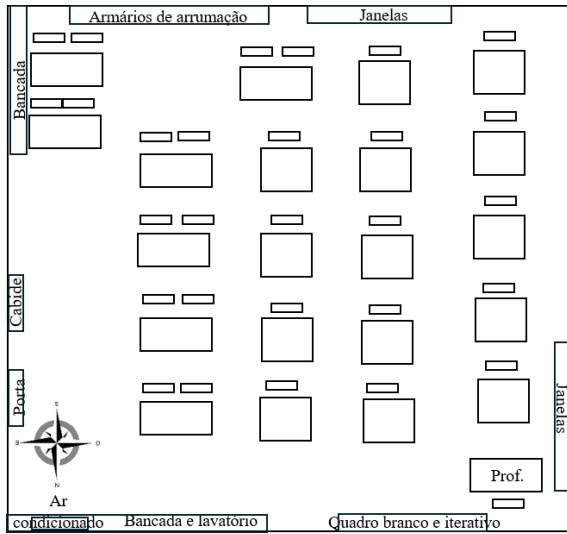 Armários de arrumação
Janelas
Bancada
Cabide
Porta
S
E
O
N
Janelas
Prof.
Ar
condicionado
Bancada e lavatório
Quadro branco e iterativo